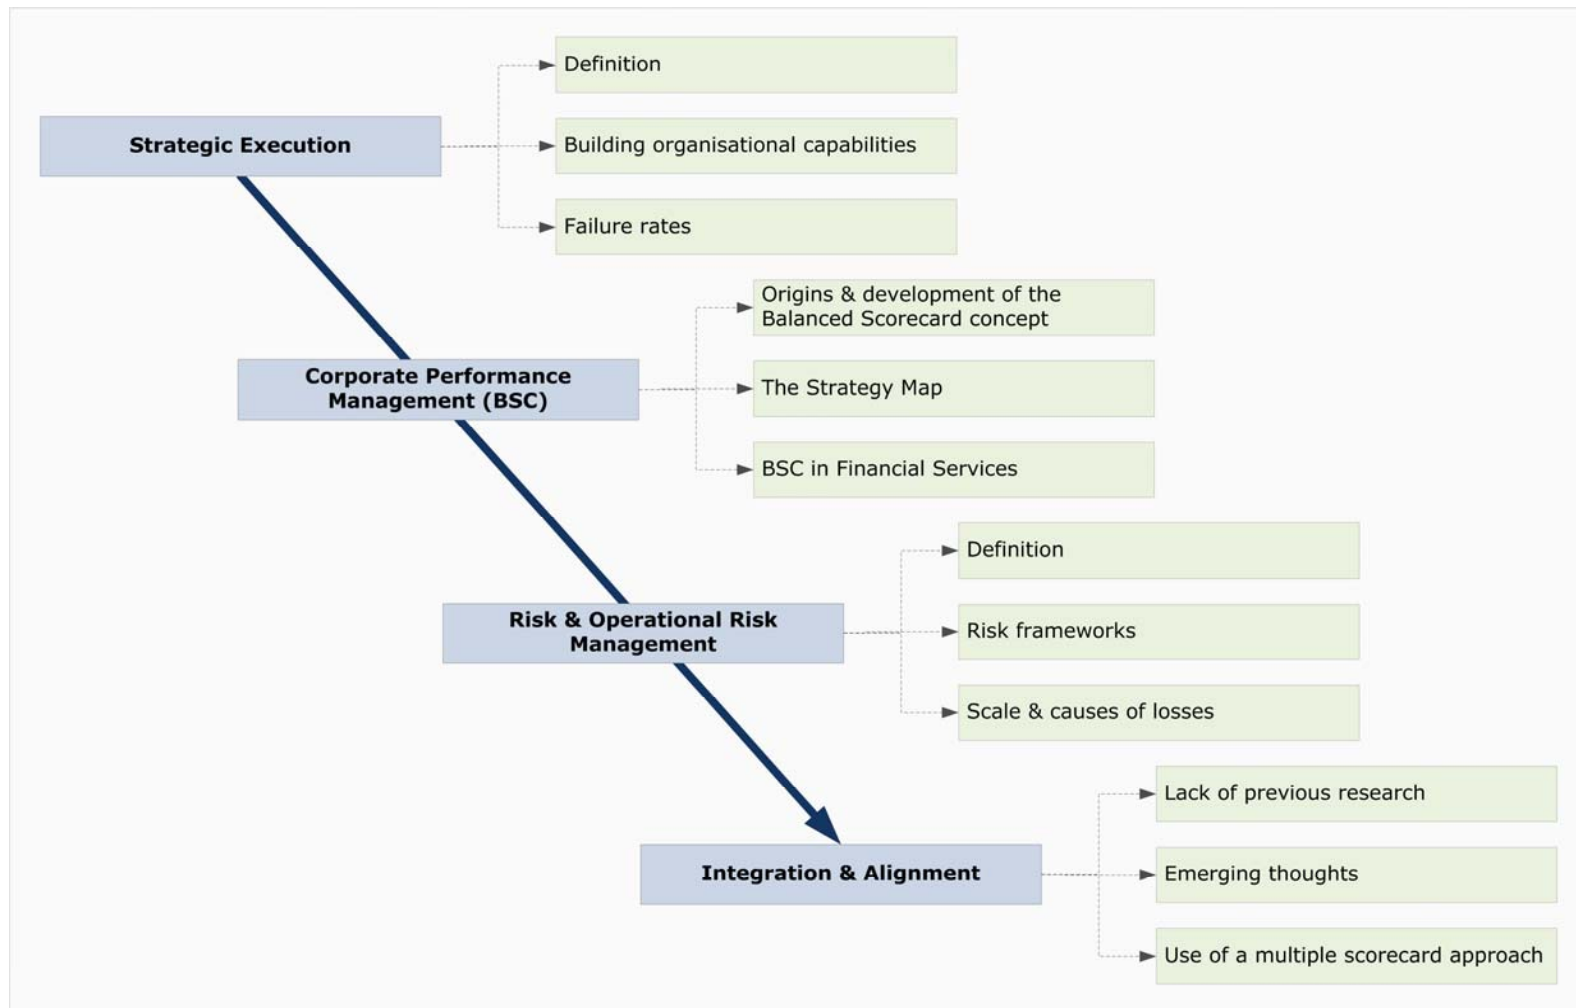 Definition
Strategic Execution
Building organisational capabilities
Failure rates
Origins & development of the
Balanced Scorecard concept
Corporate Performance
Management (BSC)
The Strategy Map
BSC in Financial Services
Definition
Risk & Operational Risk
Management
Risk frameworks
Scale & causes of losses
Lack of previous research
Integration & Alignment
Emerging thoughts
Use of a multiple scorecard approach